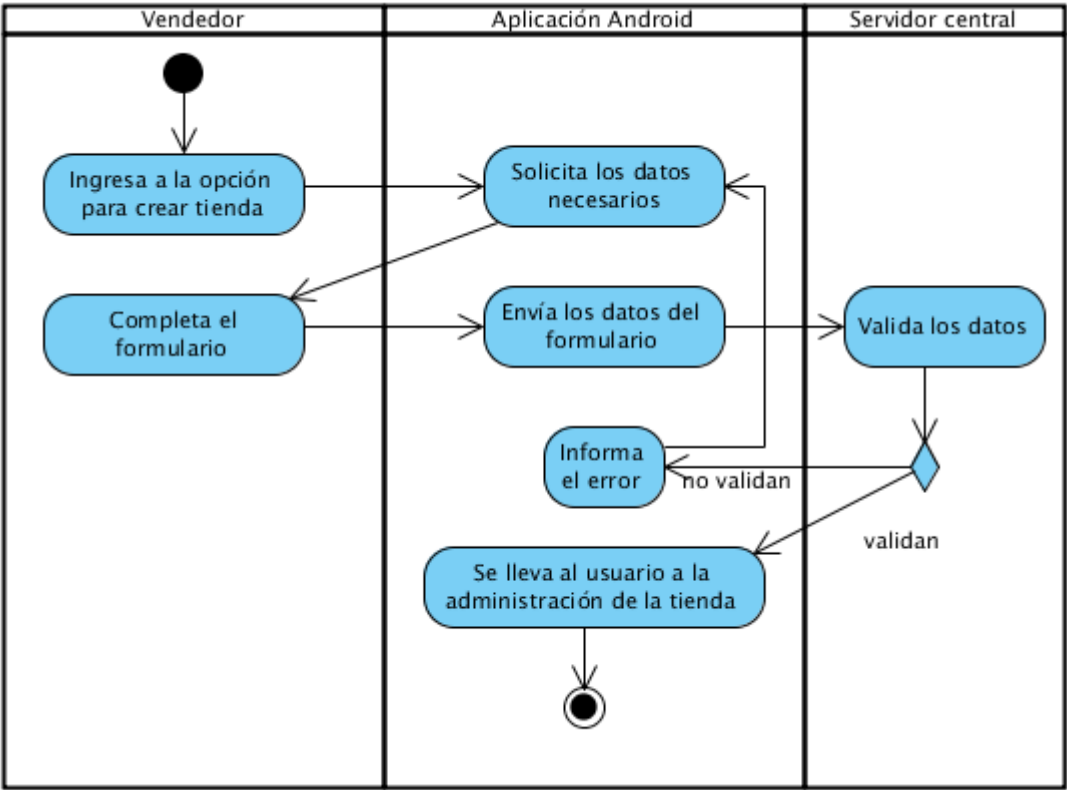 Vendedor
Aplicación Android
Servidor central
Ingresa a la opción
para crear tienda
Solicita los datos
necesarios
Completa el
formulario
Envía los datos del
formulario
Valida los datos
Informa
el error
no validan
validan
Se lleva al usuario a la
administración de la tienda